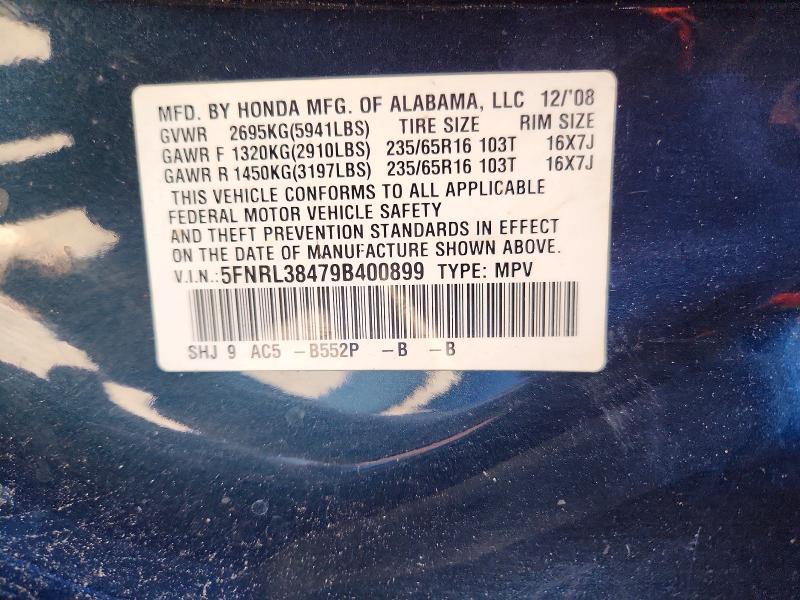 MFD. BY HONDA MFG. OF ALABAMA, LLC 12/'08
GVWR 2695KG(5941LBS) TIRE SIZE RIM SIZE
GAWR F 1320KG(2910LBS) 235/65R16 103T 16X7J
GAWR R 1450KG(3197LBS) 235/65R16 103T 16X7J
THIS VEHICLE CONFORMS TO ALL APPLICABLE
FEDERAL MOTOR VEHICLE SAFETY
AND THEFT PREVENTION STANDARDS IN EFFECT
ON THE DATE OF MANUFACTURE SHOWN ABOVE.
V.I.N.: 5FNRL38479B400899 TYPE: MPV
SHJ 9 AC5 -B552P -B -B